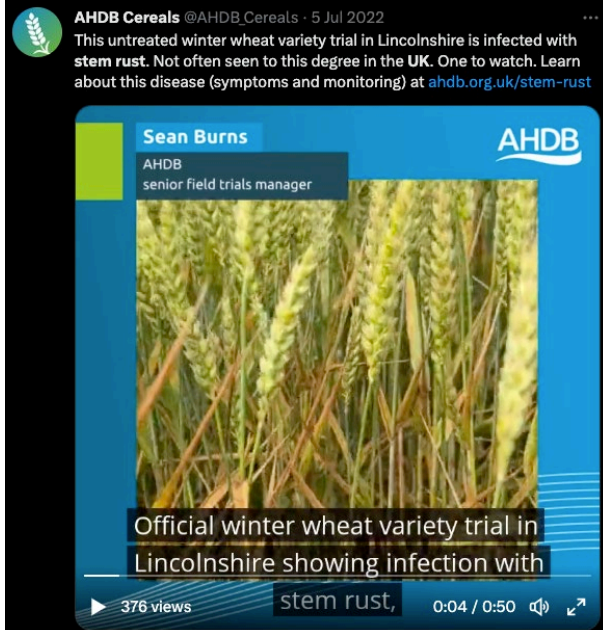 AHDB Cereals @AHDB_Cereals · 5 Jul 2022 ...
This untreated winter wheat variety trial in Lincolnshire is infected with
stem rust. Not often seen to this degree in the UK. One to watch. Learn
about this disease (symptoms and monitoring) at ahdb.org.uk/stem-rust
Sean Burns
AHDB
AHDB
senior field trials manager
Official winter wheat variety trial in
Lincolnshire showing infection with
stem rust,
376 views
0:04 / 0:50